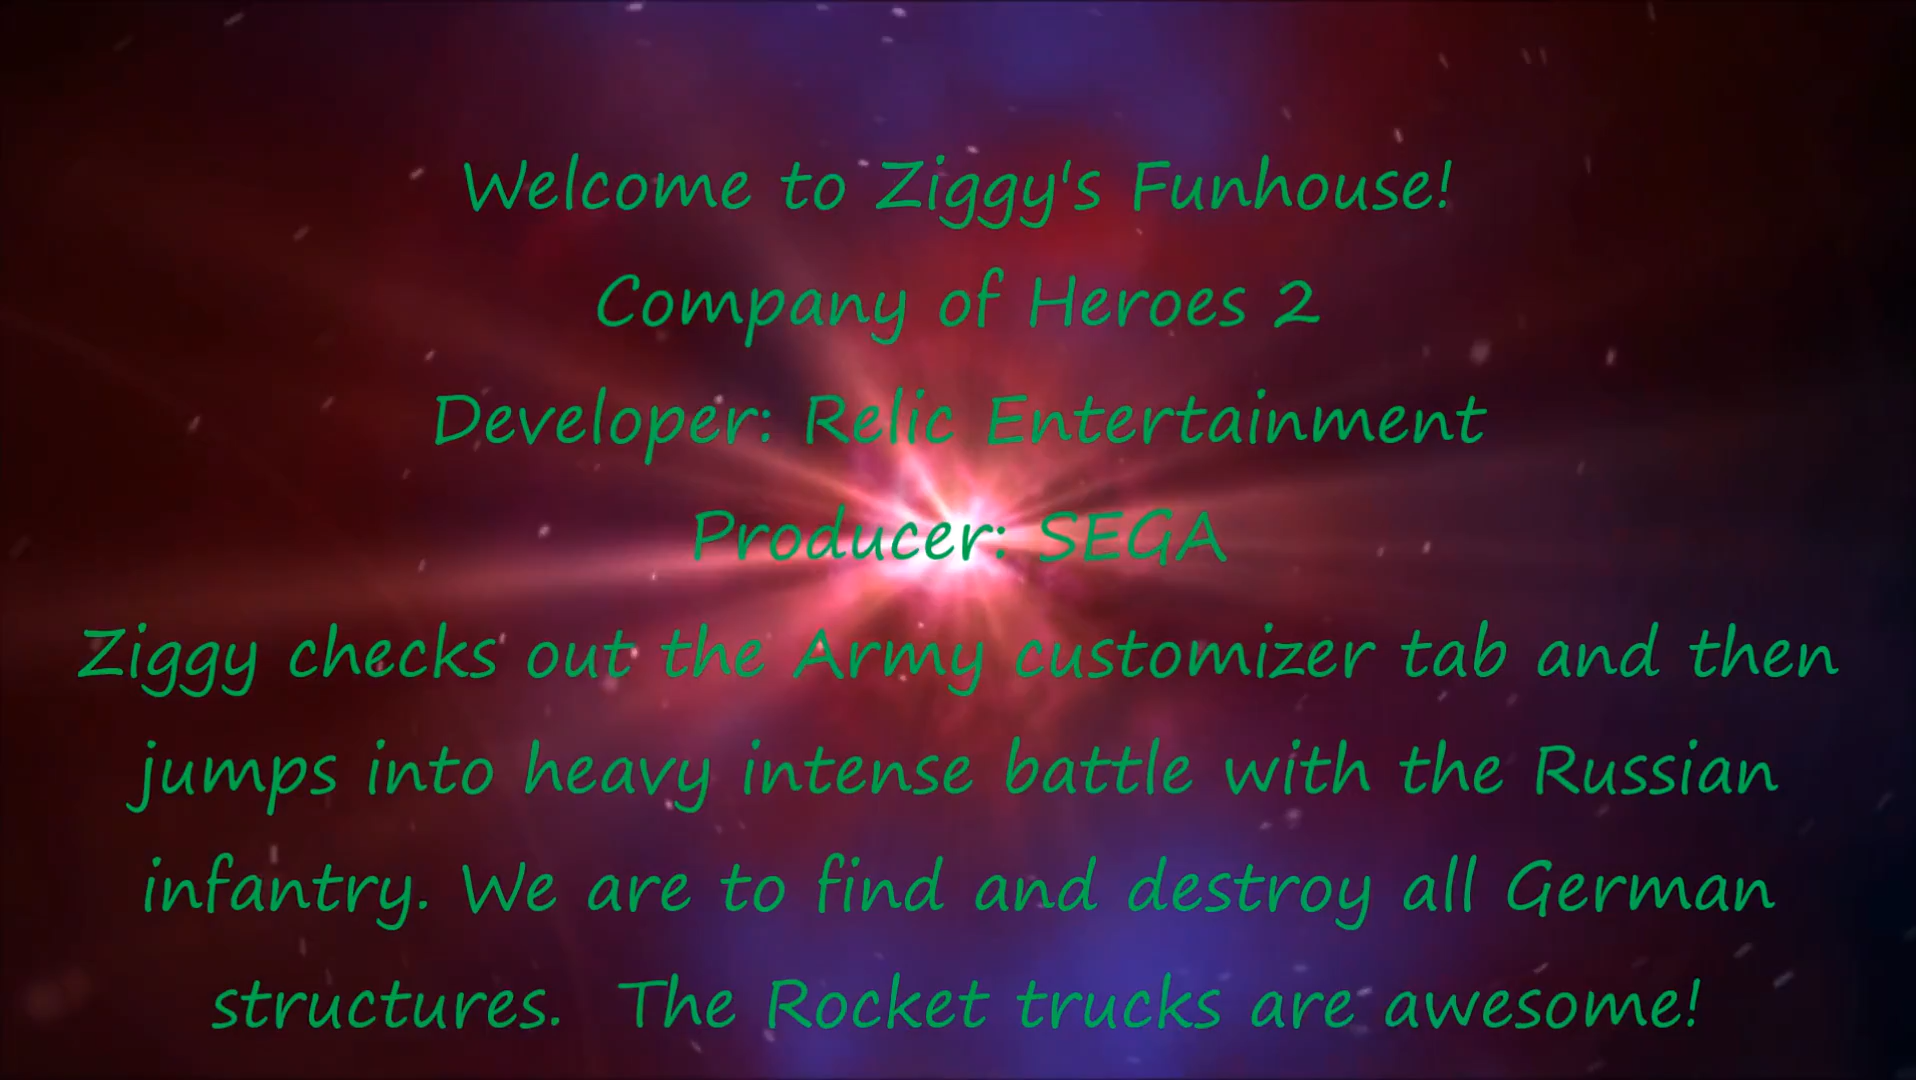 Welcome to Ziggy's Funhouse!
Company of Heroes 2
Developer: Relic Entertainment
Producer: SEGA
Ziggy checks out the Army customizer tab and then
jumps into heavy intense battle with the Russian
infantry. We are to find and destroy all German
structures.  The Rocket trucks are awesome!